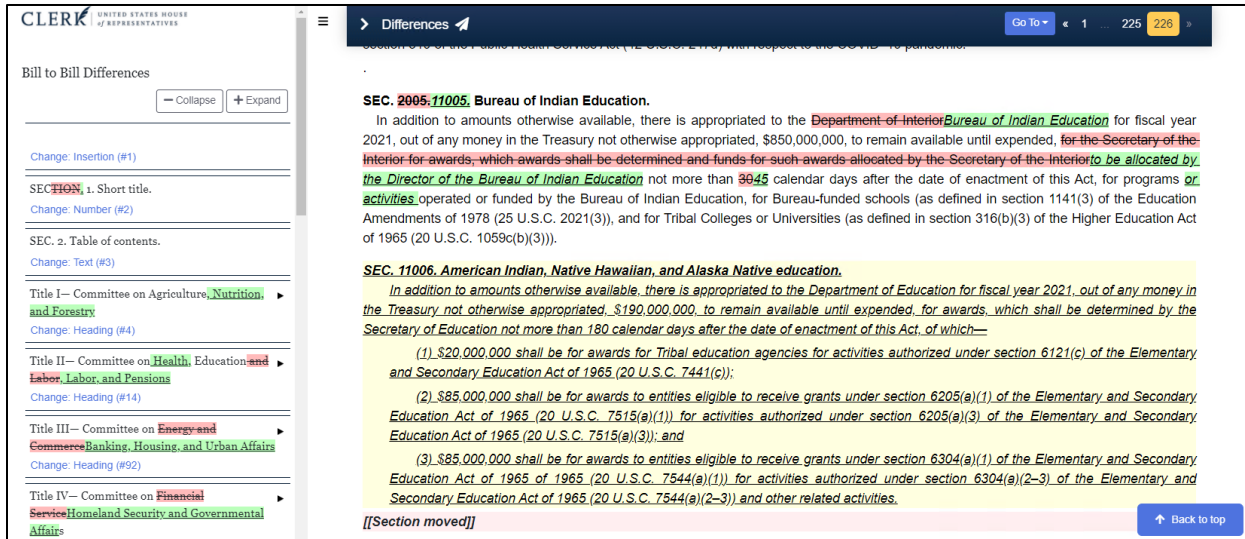 CLERK UNITED STATES HOUSE of REPRESENTATIVES
Bill to Bill Differences
Collapse Expand
Change: Insertion (#1)
SECTION. 1. Short title.
Change: Number (#2)
SEC. 2. Table of contents.
Change: Text (#3)
Title I— Committee on Agriculture, Nutrition,
and Forestry
Change: Heading (#4)
Title II— Committee on Health, Education and
Labor, Labor, and Pensions
Change: Heading (#14)
Title III— Committee on Energy and
CommerceBanking, Housing, and Urban Affairs
Change: Heading (#92)
Title IV— Committee on Financial
ServiceHomeland Security and Governmental
Affairs
Differences
Go To « 1 ... 225 226 »
.
SEC. 2005.11005. Bureau of Indian Education.
In addition to amounts otherwise available, there is appropriated to the Department of InteriorBureau of Indian Education for fiscal year
2021, out of any money in the Treasury not otherwise appropriated, $850,000,000, to remain available until expended, for the Secretary of the
Interior for awards, which awards shall be determined and funds for such awards allocated by the Secretary of the Interiorto be allocated by
the Director of the Bureau of Indian Education not more than 3045 calendar days after the date of enactment of this Act, for programs or
activities operated or funded by the Bureau of Indian Education, for Bureau-funded schools (as defined in section 1141(3) of the Education
Amendments of 1978 (25 U.S.C. 2021(3)), and for Tribal Colleges or Universities (as defined in section 316(b)(3) of the Higher Education Act
of 1965 (20 U.S.C. 1059c(b)(3))).
SEC. 11006. American Indian, Native Hawaiian, and Alaska Native education.
In addition to amounts otherwise available, there is appropriated to the Department of Education for fiscal year 2021, out of any money in
the Treasury not otherwise appropriated, $190,000,000, to remain available until expended, for awards, which shall be determined by the
Secretary of Education not more than 180 calendar days after the date of enactment of this Act, of which—
(1) $20,000,000 shall be for awards for Tribal education agencies for activities authorized under section 6121(c) of the Elementary
and Secondary Education Act of 1965 (20 U.S.C. 7441(c));
(2) $85,000,000 shall be for awards to entities eligible to receive grants under section 6205(a)(1) of the Elementary and Secondary
Education Act of 1965 (20 U.S.C. 7515(a)(1)) for activities authorized under section 6205(a)(3) of the Elementary and Secondary
Education Act of 1965 (20 U.S.C. 7515(a)(3)); and
(3) $85,000,000 shall be for awards to entities eligible to receive grants under section 6304(a)(1) of the Elementary and Secondary
Education Act of 1965 of 1965 (20 U.S.C. 7544(a)(1)) for activities authorized under section 6304(a)(2–3) of the Elementary and
Secondary Education Act of 1965 (20 U.S.C. 7544(a)(2–3)) and other related activities.
[[Section moved]]
Back to top